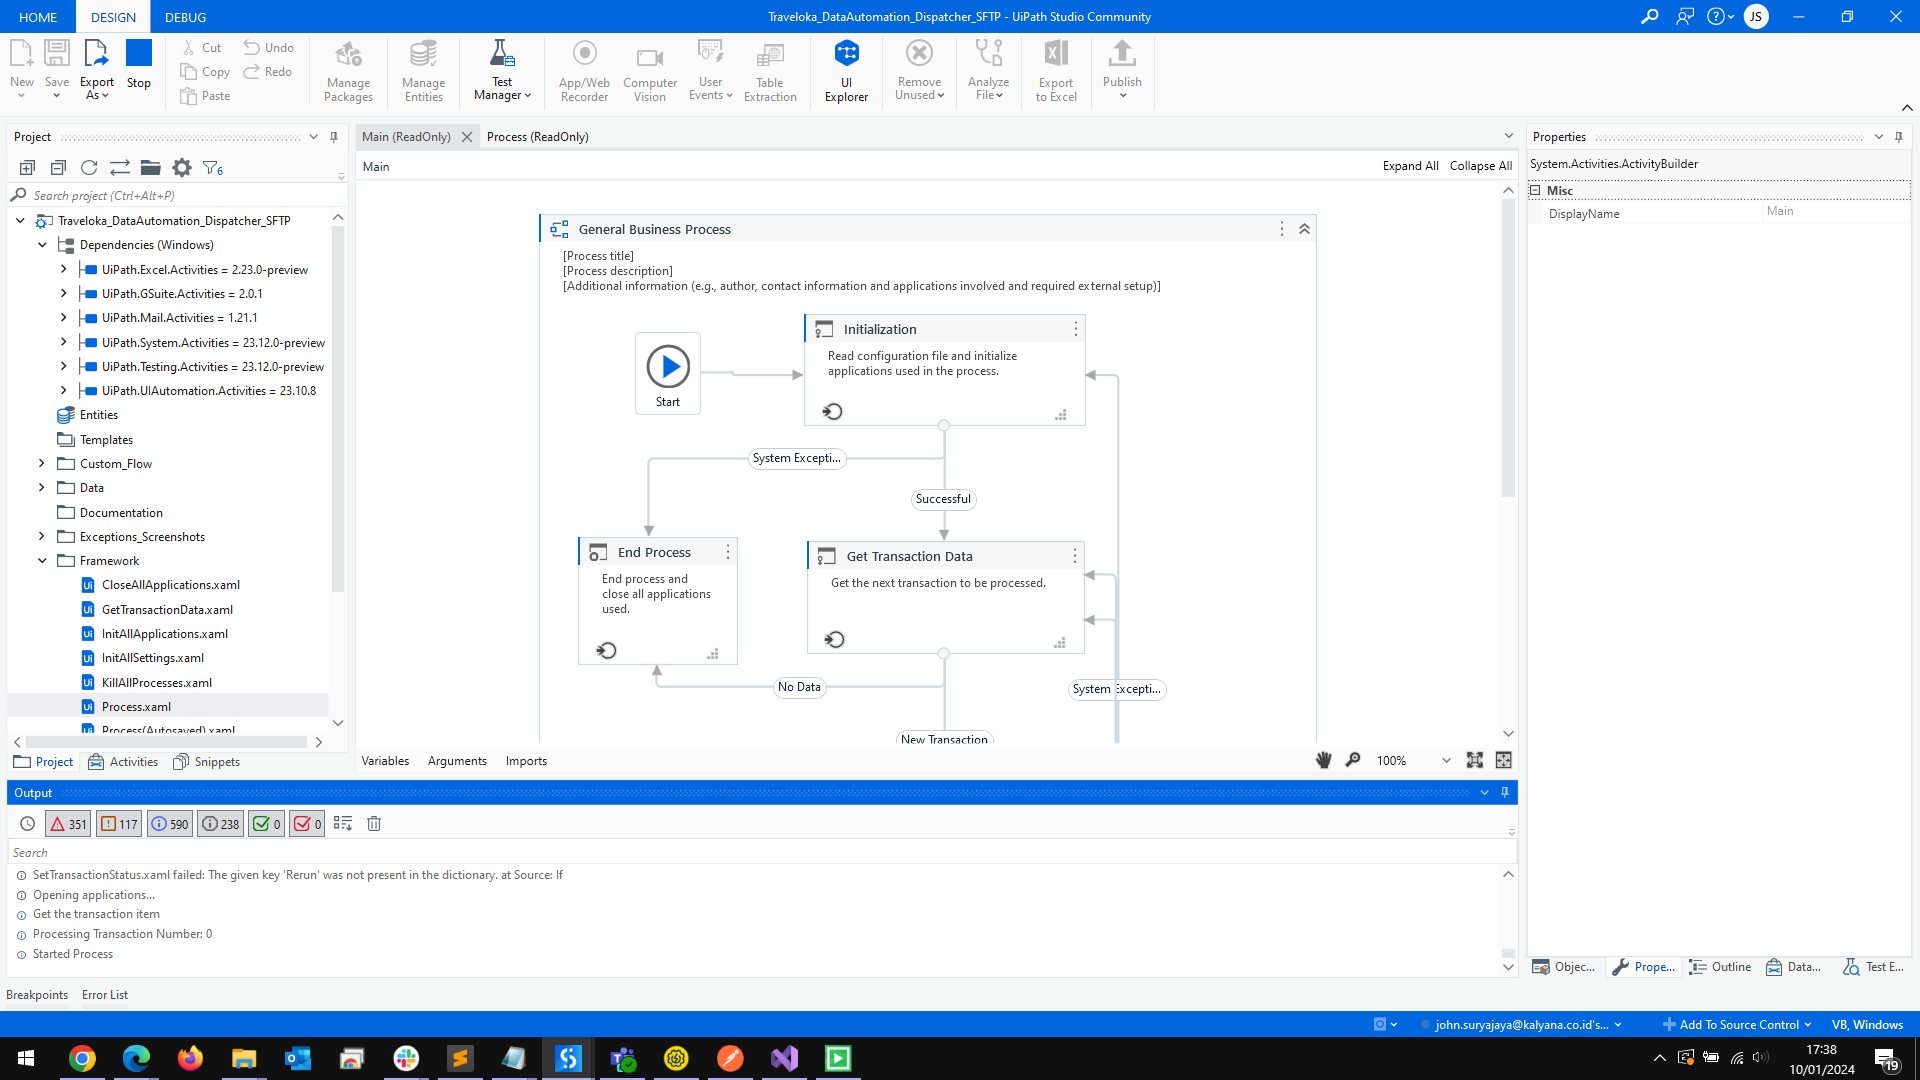 HOME
DESIGN
DEBUG
Traveloka_DataAutomation_Dispatcher_SFTP - UiPath Studio Community
JS
New
Save
Export As
Stop
Cut
Copy
Paste
Undo
Redo
Manage Packages
Manage Entities
Test Manager
App/Web Recorder
Computer Vision
User Events
Table Extraction
UI Explorer
Remove Unused
Analyze File
Export to Excel
Publish
Project
6
Search project (Ctrl+Alt+P)
Traveloka_DataAutomation_Dispatcher_SFTP
Dependencies (Windows)
UiPath.Excel.Activities = 2.23.0-preview
UiPath.GSuite.Activities = 2.0.1
UiPath.Mail.Activities = 1.21.1
UiPath.System.Activities = 23.12.0-preview
UiPath.Testing.Activities = 23.12.0-preview
UiPath.UIAutomation.Activities = 23.10.8
Entities
Templates
Custom_Flow
Data
Documentation
Exceptions_Screenshots
Framework
CloseAllApplications.xaml
GetTransactionData.xaml
InitAllApplications.xaml
InitAllSettings.xaml
KillAllProcesses.xaml
Process.xaml
Process(Autosaved).xaml
Project
Activities
Snippets
Main (ReadOnly)
Process (ReadOnly)
Main
Expand All
Collapse All
General Business Process
[Process title]
[Process description]
[Additional information (e.g., author, contact information and applications involved and required external setup)]
Start
Initialization
Read configuration file and initialize
applications used in the process.
System Excepti...
Successful
End Process
End process and
close all applications
used.
Get Transaction Data
Get the next transaction to be processed.
No Data
System Excepti...
New Transaction
Variables
Arguments
Imports
100%
Properties
System.Activities.ActivityBuilder
Misc
DisplayName
Main
Objec...
Prope...
Outline
Data...
Test E...
Output
351
117
590
238
0
0
Search
SetTransactionStatus.xaml failed: The given key 'Rerun' was not present in the dictionary. at Source: If
Opening applications...
Get the transaction item
Processing Transaction Number: 0
Started Process
Breakpoints
Error List
john.suryajaya@kalyana.co.id's...
Add To Source Control
VB, Windows
17:38
10/01/2024
19